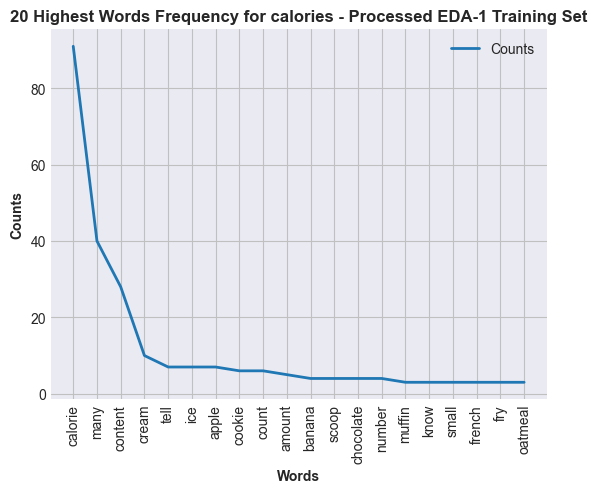 20 Highest Words Frequency for calories - Processed EDA-1 Training Set
Counts
80
60
40
20
0
Counts
calorie
many
content
cream
tell
ice
apple
cookie
count
amount
banana
scoop
chocolate
number
muffin
know
small
french
fry
oatmeal
Words